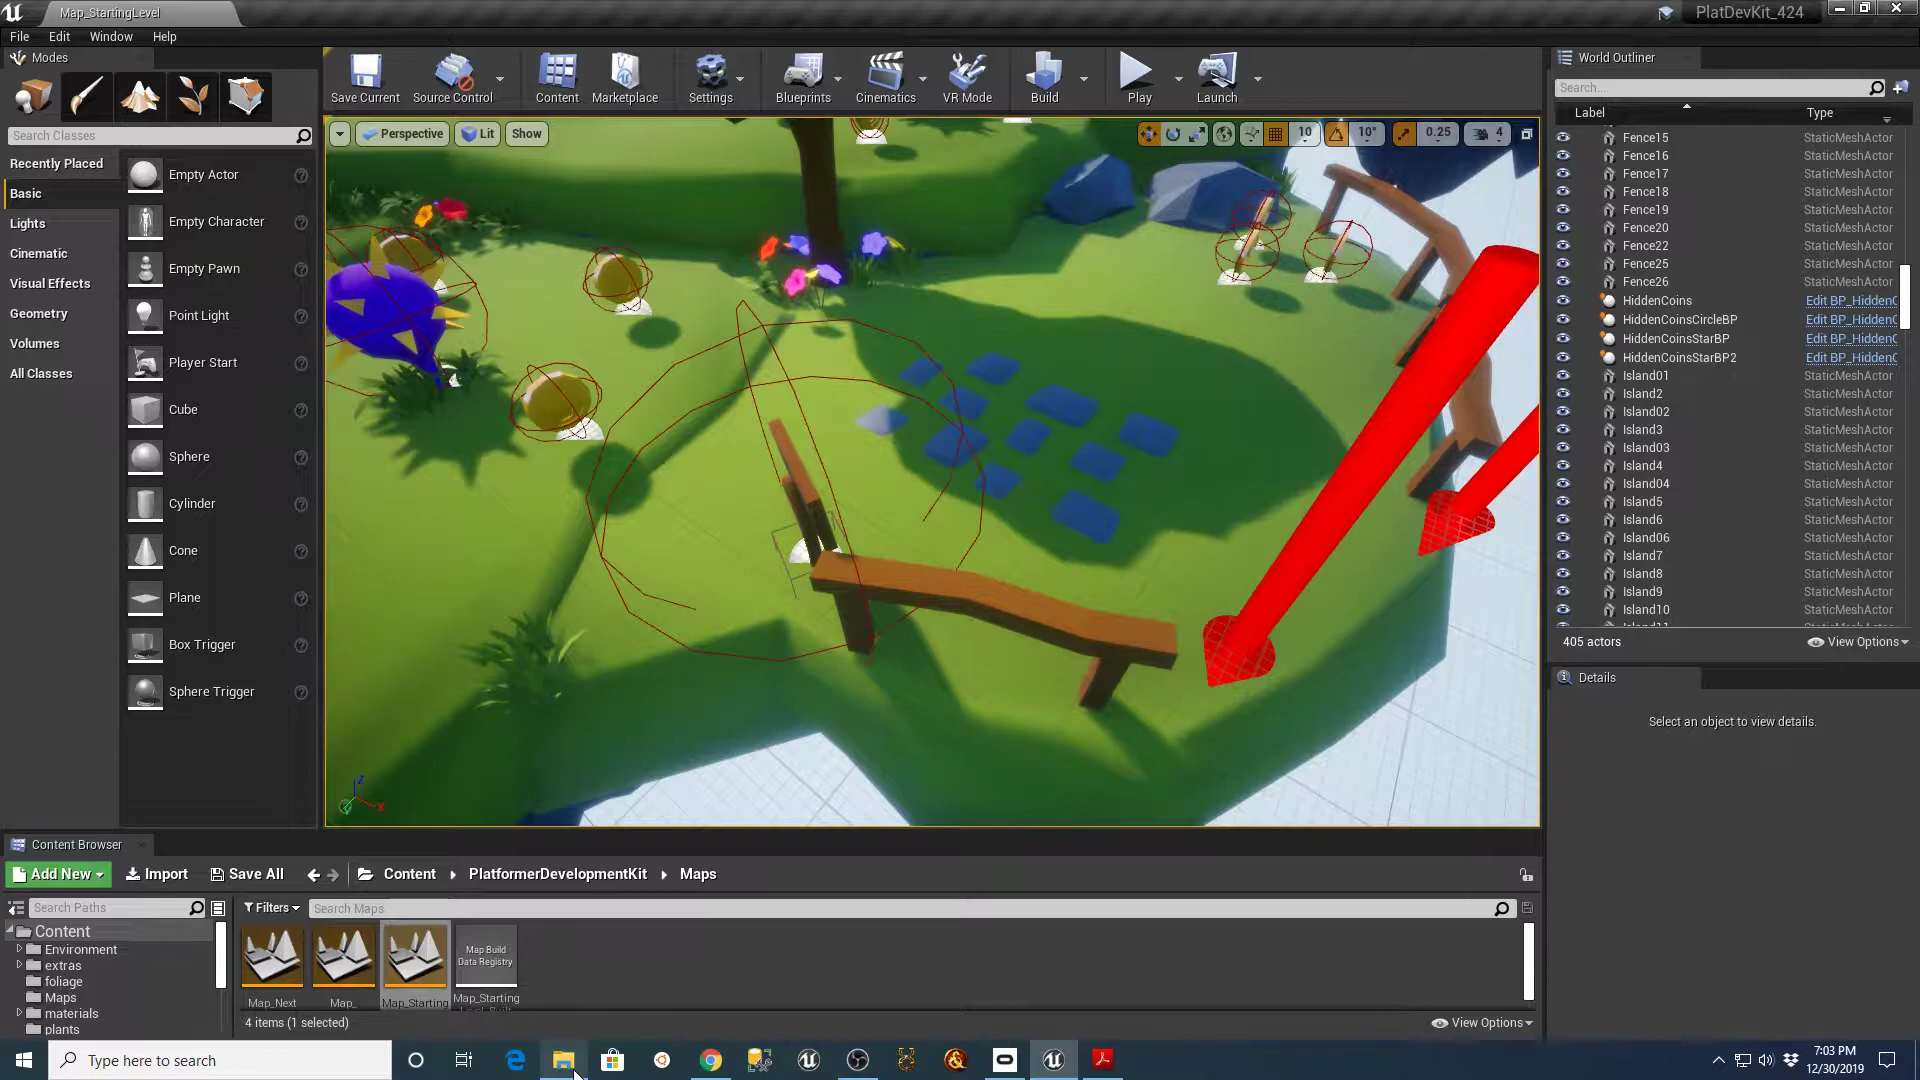 Map_StartingLevel
PlatDevKit_424
File Edit Window Help
Modes
Save Current
Source Control
Content
Marketplace
Settings
Blueprints
Cinematics
VR Mode
Build
Play
Launch
Search Classes
Recently Placed
Basic
Lights
Cinematic
Visual Effects
Geometry
Volumes
All Classes
Empty Actor
Empty Character
Empty Pawn
Point Light
Player Start
Cube
Sphere
Cylinder
Cone
Plane
Box Trigger
Sphere Trigger
Perspective
Lit
Show
10
10°
0.25
4
Z
X
World Outliner
Search...
Label Type
Fence15 StaticMeshActor
Fence16 StaticMeshActor
Fence17 StaticMeshActor
Fence18 StaticMeshActor
Fence19 StaticMeshActor
Fence20 StaticMeshActor
Fence22 StaticMeshActor
Fence25 StaticMeshActor
Fence26 StaticMeshActor
HiddenCoins Edit BP_HiddenC
HiddenCoinsCircleBP Edit BP_HiddenC
HiddenCoinsStarBP Edit BP_HiddenC
HiddenCoinsStarBP2 Edit BP_HiddenC
Island01 StaticMeshActor
Island2 StaticMeshActor
Island02 StaticMeshActor
Island3 StaticMeshActor
Island03 StaticMeshActor
Island4 StaticMeshActor
Island04 StaticMeshActor
Island5 StaticMeshActor
Island6 StaticMeshActor
Island06 StaticMeshActor
Island7 StaticMeshActor
Island8 StaticMeshActor
Island9 StaticMeshActor
Island10 StaticMeshActor
405 actors
View Options
Details
Select an object to view details.
Content Browser
Add New
Import
Save All
Content
PlatformerDevelopmentKit
Maps
Search Paths
Filters
Search Maps
Content
Environment
extras
foliage
Maps
materials
plants
Map_Next
Map_
Map_Starting
Map Build
Data Registry
Map_Starting
4 items (1 selected)
View Options
Type here to search
7:03 PM
12/30/2019